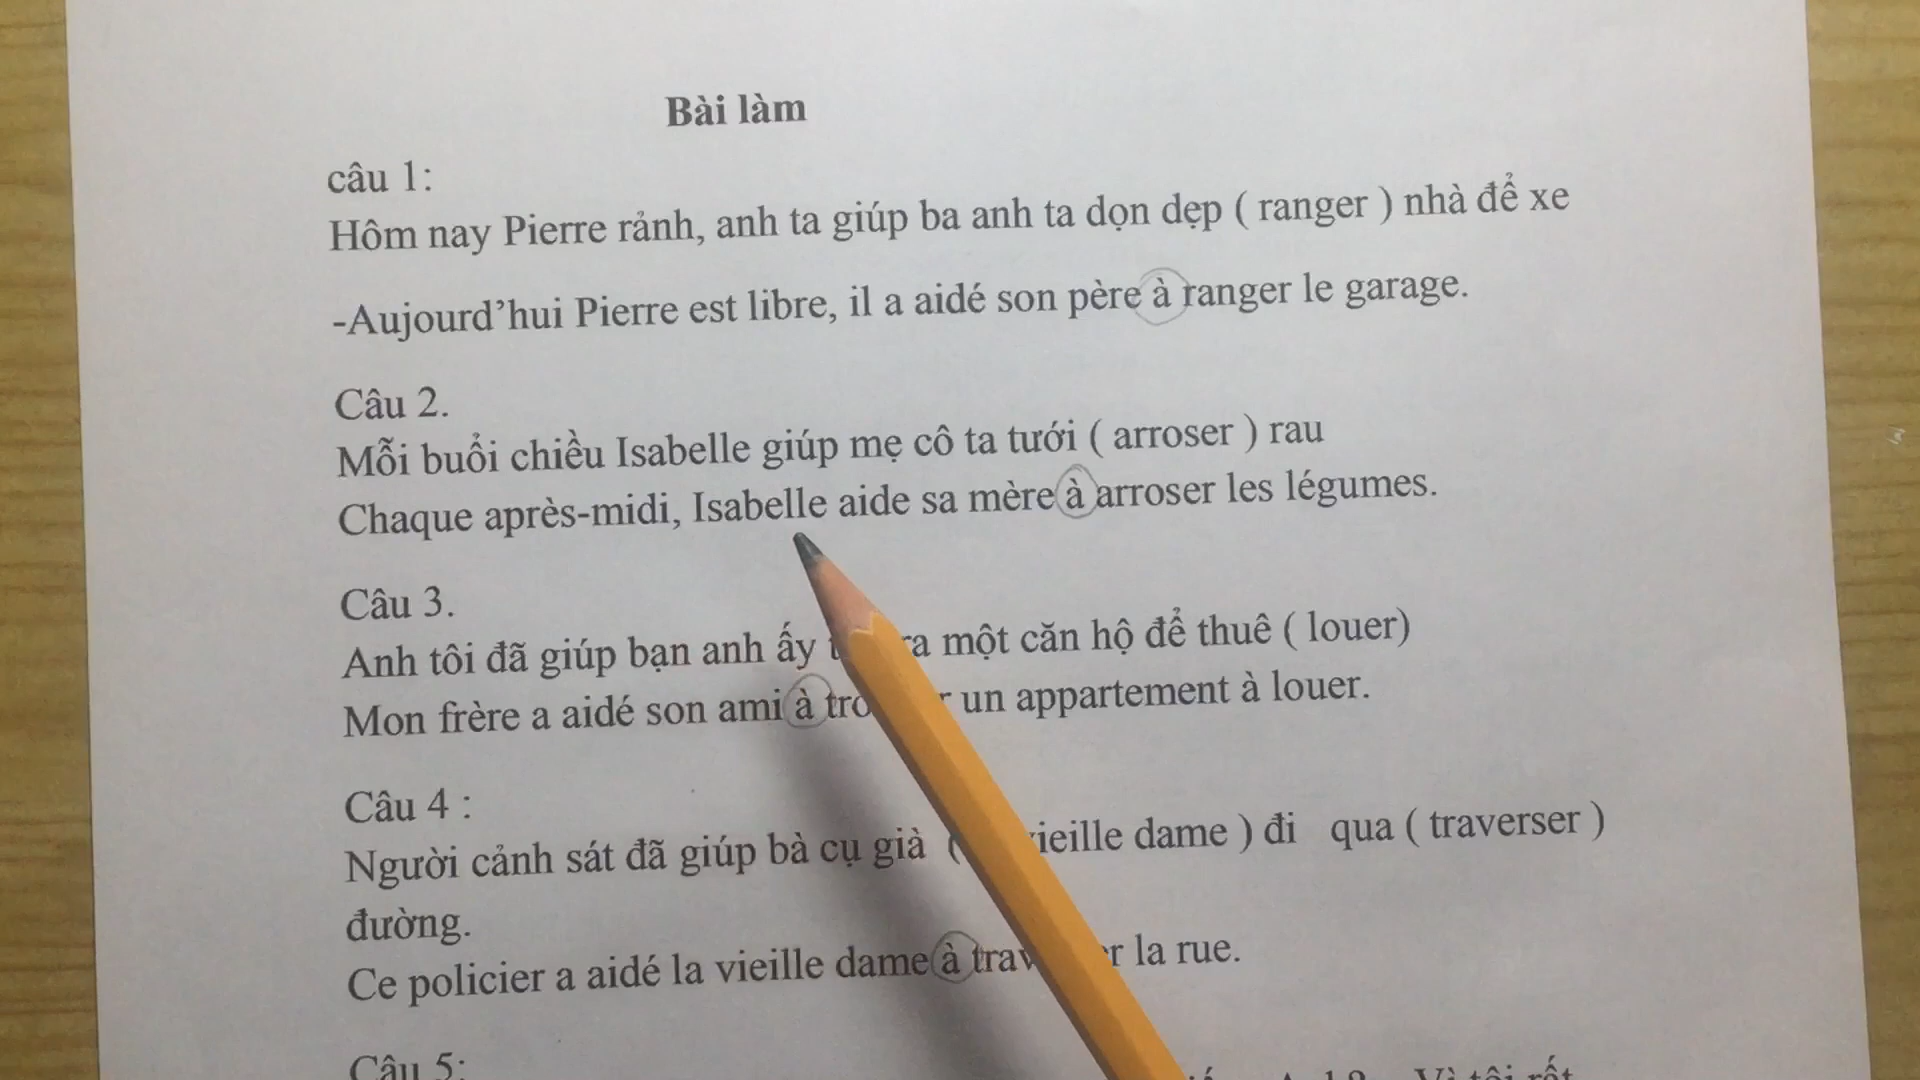 Bài làm
câu 1:
Hôm nay Pierre rảnh, anh ta giúp ba anh ta dọn dẹp ( ranger ) nhà để xe
-Aujourd’hui Pierre est libre, il a aidé son père à ranger le garage.
Câu 2.
Mỗi buổi chiều Isabelle giúp mẹ cô ta tưới ( arroser ) rau
Chaque après-midi, Isabelle aide sa mère à arroser les légumes.
Câu 3.
Anh tôi đã giúp bạn anh ấy một căn hộ để thuê ( louer)
Mon frère a aidé son ami à un appartement à louer.
Câu 4 :
Người cảnh sát đã giúp bà cụ già ( dame ) đi qua ( traverser )
đường.
Ce policier a aidé la vieille dame à la rue.
Câu 5:
Vì tôi rất